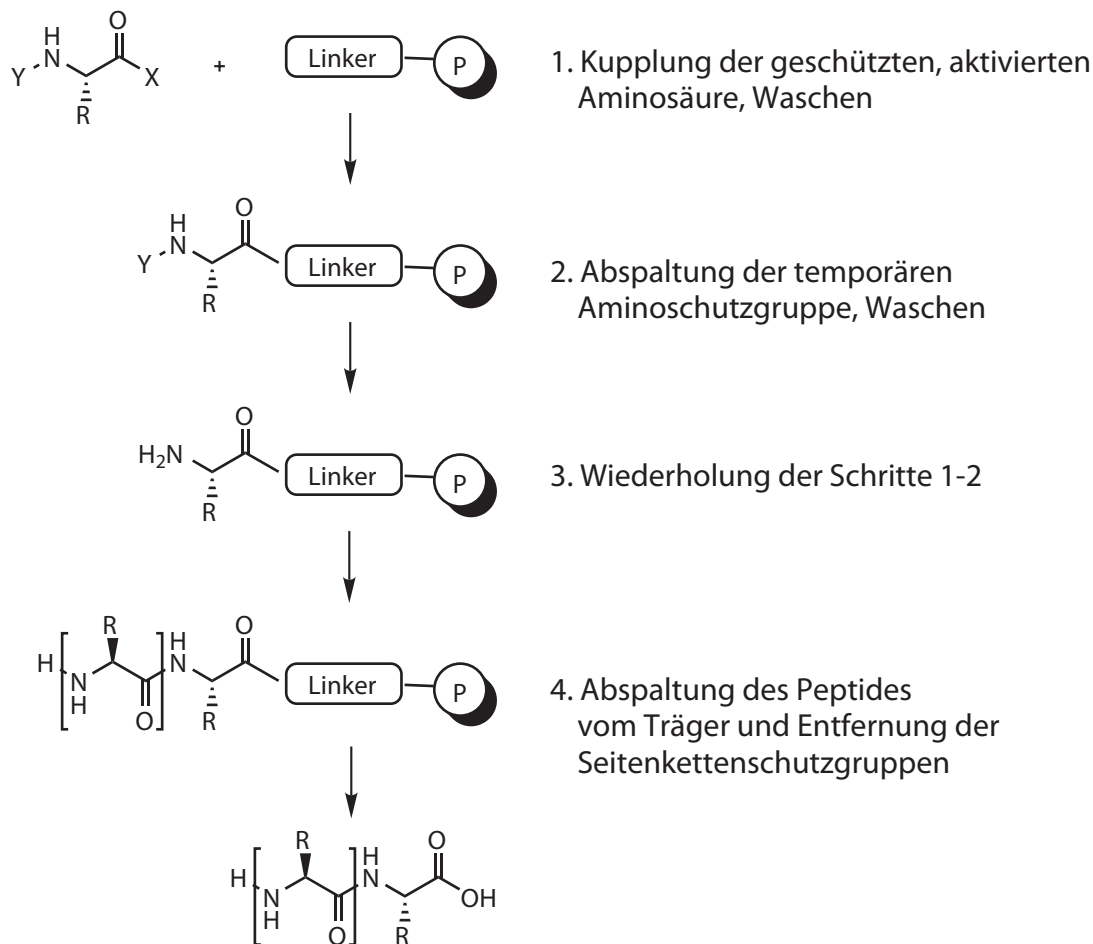 H
N
O
Y
X
R
+
Linker
P
1. Kupplung der geschützten, aktivierten
Aminosäure, Waschen
H
N
O
Y
R
Linker
P
2. Abspaltung der temporären
Aminoschutzgruppe, Waschen
O
H₂N
R
Linker
P
3. Wiederholung der Schritte 1-2
R
H
N
O
H
N
H
O
R
Linker
P
4. Abspaltung des Peptides
vom Träger und Entfernung der
Seitenkettenschutzgruppen
R
H
N
O
H
N
H
O
R
OH